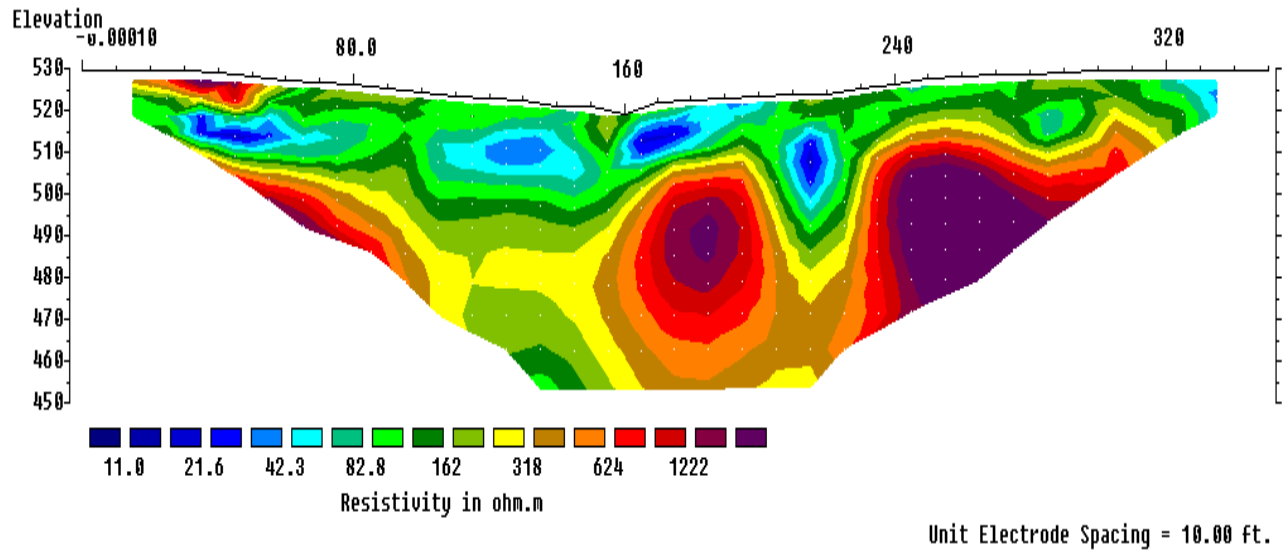 Elevation
-0.00010 80.0 160 240 320
530
520
510
500
490
480
470
460
450
11.0 21.6 42.3 82.8 162 318 624 1222
Resistivity in ohm.m
Unit Electrode Spacing = 10.00 ft.